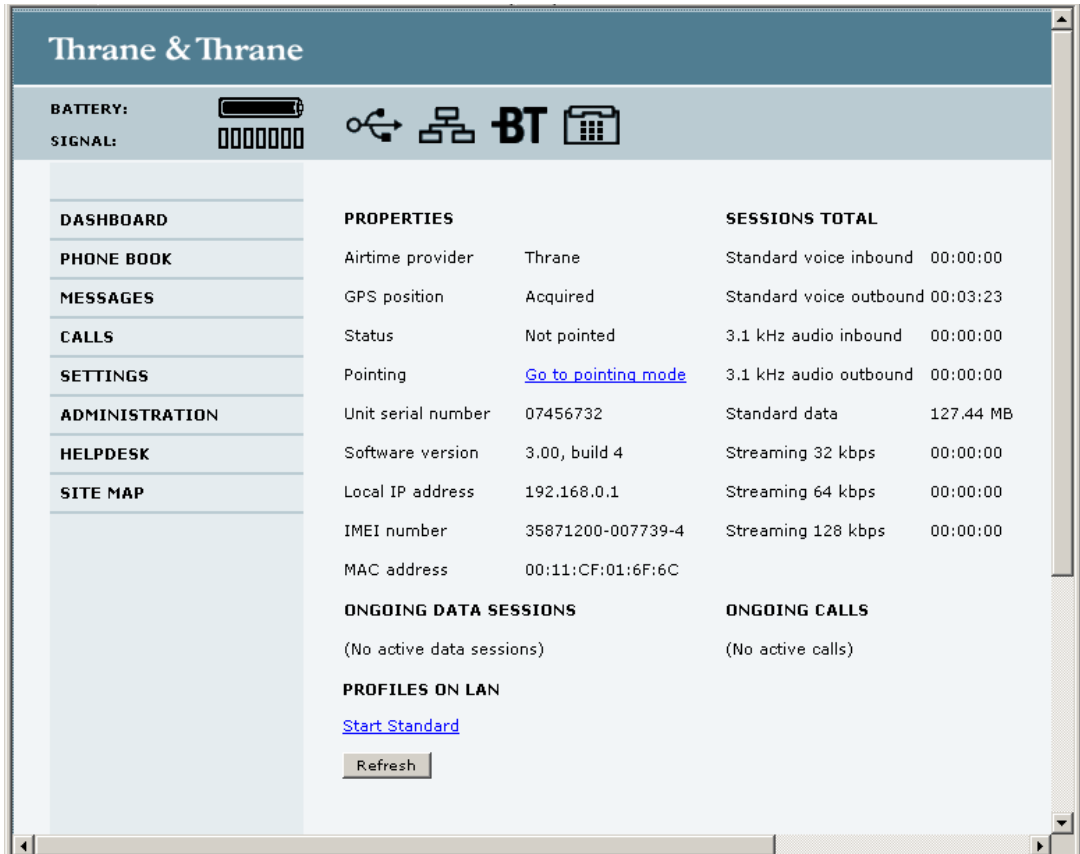 Thrane & Thrane
BATTERY:
SIGNAL:
BT
DASHBOARD
PHONE BOOK
MESSAGES
CALLS
SETTINGS
ADMINISTRATION
HELPDESK
SITE MAP
PROPERTIES
Airtime provider Thrane
GPS position Acquired
Status Not pointed
Pointing Go to pointing mode
Unit serial number 07456732
Software version 3.00, build 4
Local IP address 192.168.0.1
IMEI number 35871200-007739-4
MAC address 00:11:CF:01:6F:6C
SESSIONS TOTAL
Standard voice inbound 00:00:00
Standard voice outbound 00:03:23
3.1 kHz audio inbound 00:00:00
3.1 kHz audio outbound 00:00:00
Standard data 127.44 MB
Streaming 32 kbps 00:00:00
Streaming 64 kbps 00:00:00
Streaming 128 kbps 00:00:00
ONGOING DATA SESSIONS
(No active data sessions)
ONGOING CALLS
(No active calls)
PROFILES ON LAN
Start Standard
Refresh